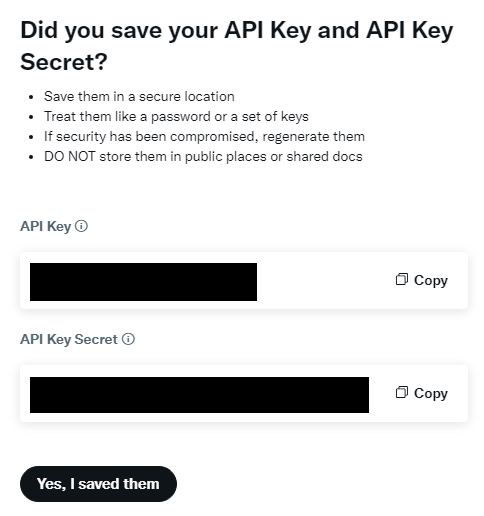 Did you save your API Key and API Key
Secret?
• Save them in a secure location
• Treat them like a password or a set of keys
• If security has been compromised, regenerate them
• DO NOT store them in public places or shared docs
API Key
Copy
API Key Secret
Copy
Yes, I saved them